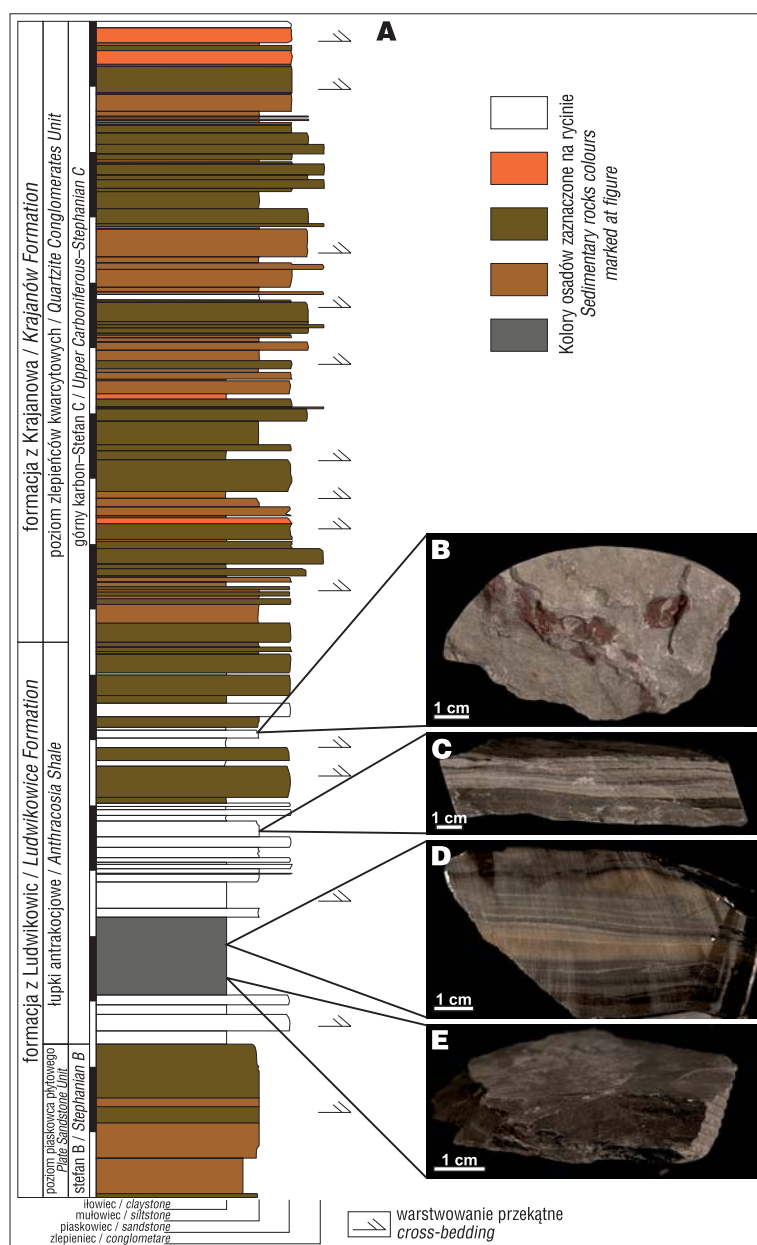 A
formacja z Krajanowa / Krajanów Formation
poziom zlepieńców kwarcytowych / Quartzite Conglomerates Unit
górny karbon–Stefan C / Upper Carboniferous–Stephanian C
Kolory osadów zaznaczone na rycinie
Sedimentary rocks colours
marked at figure
formacja z Ludwikowic / Ludwikowice Formation
łupki antrakocjowe / Anthracosia Shale
poziom piaskowca płytowego
Plate Sandstone Unit
stefan B / Stephanian B
B
1 cm
C
1 cm
D
1 cm
E
1 cm
iłowiec / claystone
mułowiec / siltstone
piaskowiec / sandstone
zlepieniec / conglometare
warstwowanie przekątne
cross-bedding